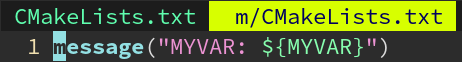 CMakeLists.txt m/CMakeLists.txt
1 message("MYVAR: ${MYVAR}")